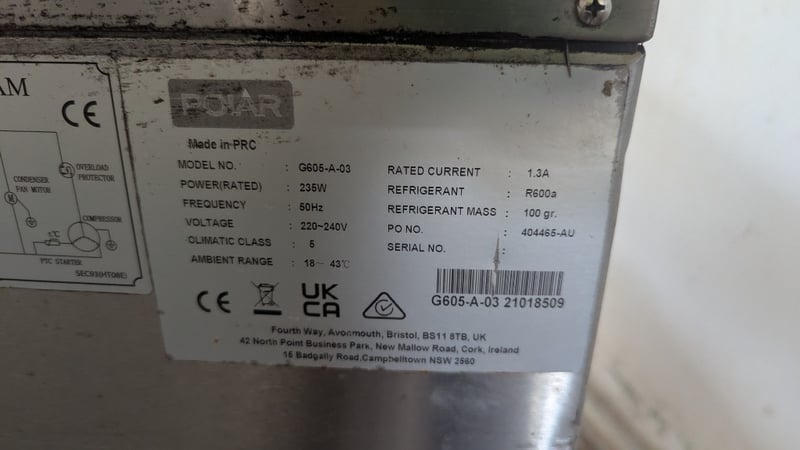 AM
CE
CONDENSER
FAN MOTOR
M
OVERLOAD
PROTECTOR
COMPRESSOR
PTC STARTER
POLAR
Made in PRC
MODEL NO. : G605-A-03
POWER(RATED) : 235W
FREQUENCY : 50Hz
VOLTAGE : 220~240V
CLIMATIC CLASS : 5
AMBIENT RANGE : 18~ 43℃
RATED CURRENT : 1.3A
REFRIGERANT : R600a
REFRIGERANT MASS : 100 gr.
PO NO. : 404465-AU
SERIAL NO. :
G605-A-03 21018509
CE
UK
CA
Fourth Way, Avonmouth, Bristol, BS11 8TB, UK
42 North Point Business Park, New Mallow Road, Cork, Ireland
15 Badgally Road,Campbelltown NSW 2560